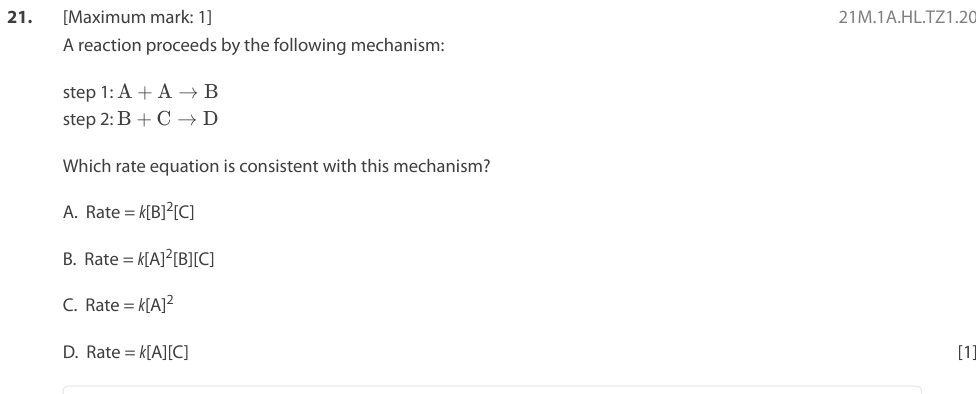 21. [Maximum mark: 1] 21M.1A.HL.TZ1.20
A reaction proceeds by the following mechanism:
step 1: A + A → B
step 2: B + C → D
Which rate equation is consistent with this mechanism?
A. Rate = k[B]²[C]
B. Rate = k[A]²[B][C]
C. Rate = k[A]²
D. Rate = k[A][C] [1]